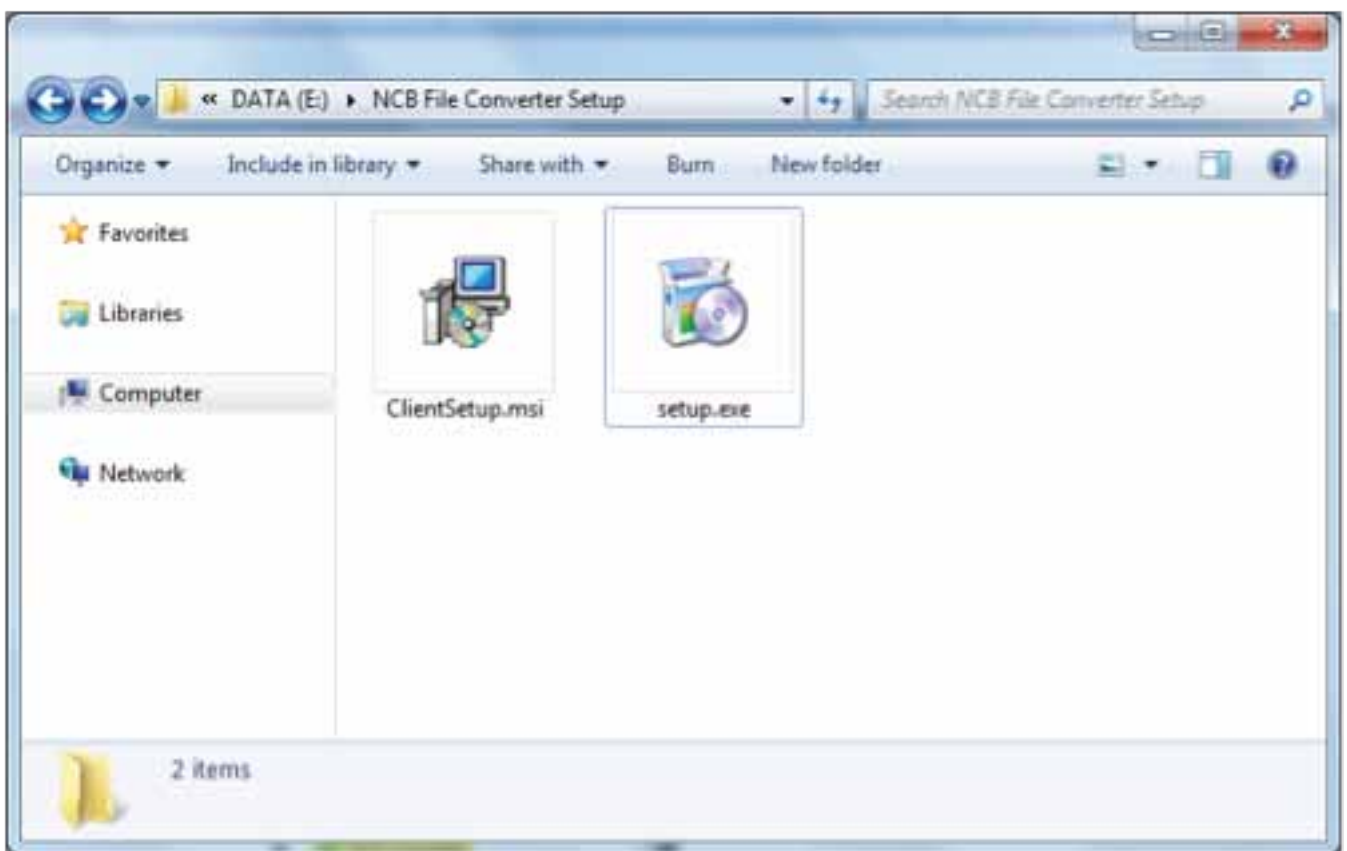 « DATA (E:) ▸ NCB File Converter Setup
Search NCB File Converter Setup
Organize Include in library Share with Burn New folder
Favorites
Libraries
Computer
Network
ClientSetup.msi setup.exe
2 items